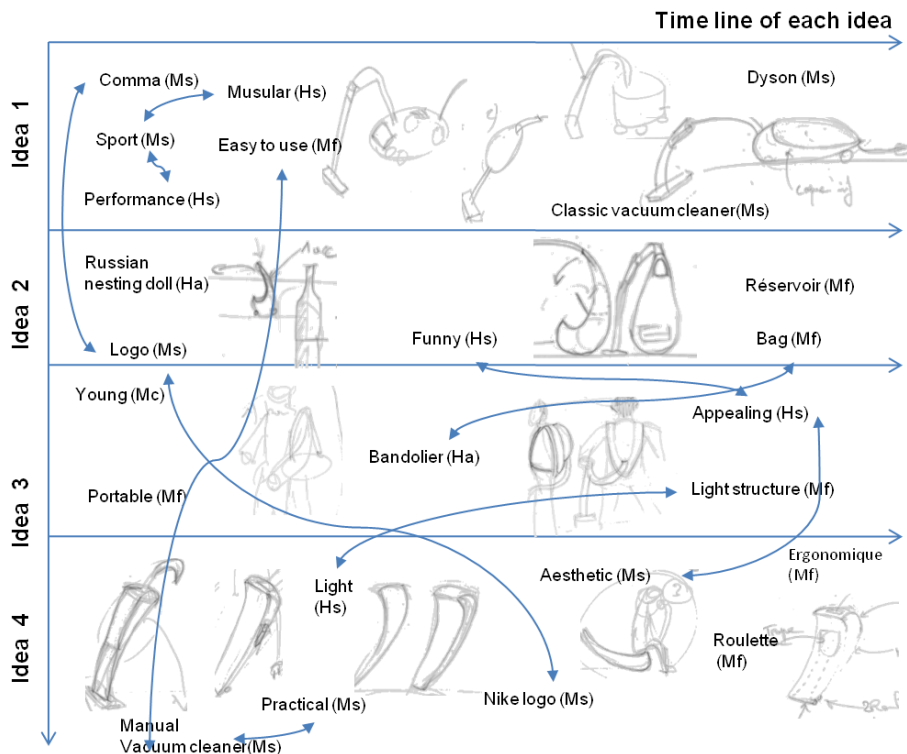 Time line of each idea
Idea 1
Comma (Ms)
Musular (Hs)
Dyson (Ms)
Sport (Ms)
Easy to use (Mf)
Performance (Hs)
Classic vacuum cleaner(Ms)
Idea 2
Russian
nesting doll (Ha)
Réservoir (Mf)
Logo (Ms)
Funny (Hs)
Bag (Mf)
Idea 3
Young (Mc)
Appealing (Hs)
Bandolier (Ha)
Portable (Mf)
Light structure (Mf)
Idea 4
Ergonomique
(Mf)
Light
(Hs)
Aesthetic (Ms)
Roulette
(Mf)
Practical (Ms)
Nike logo (Ms)
Manual
Vacuum cleaner(Ms)